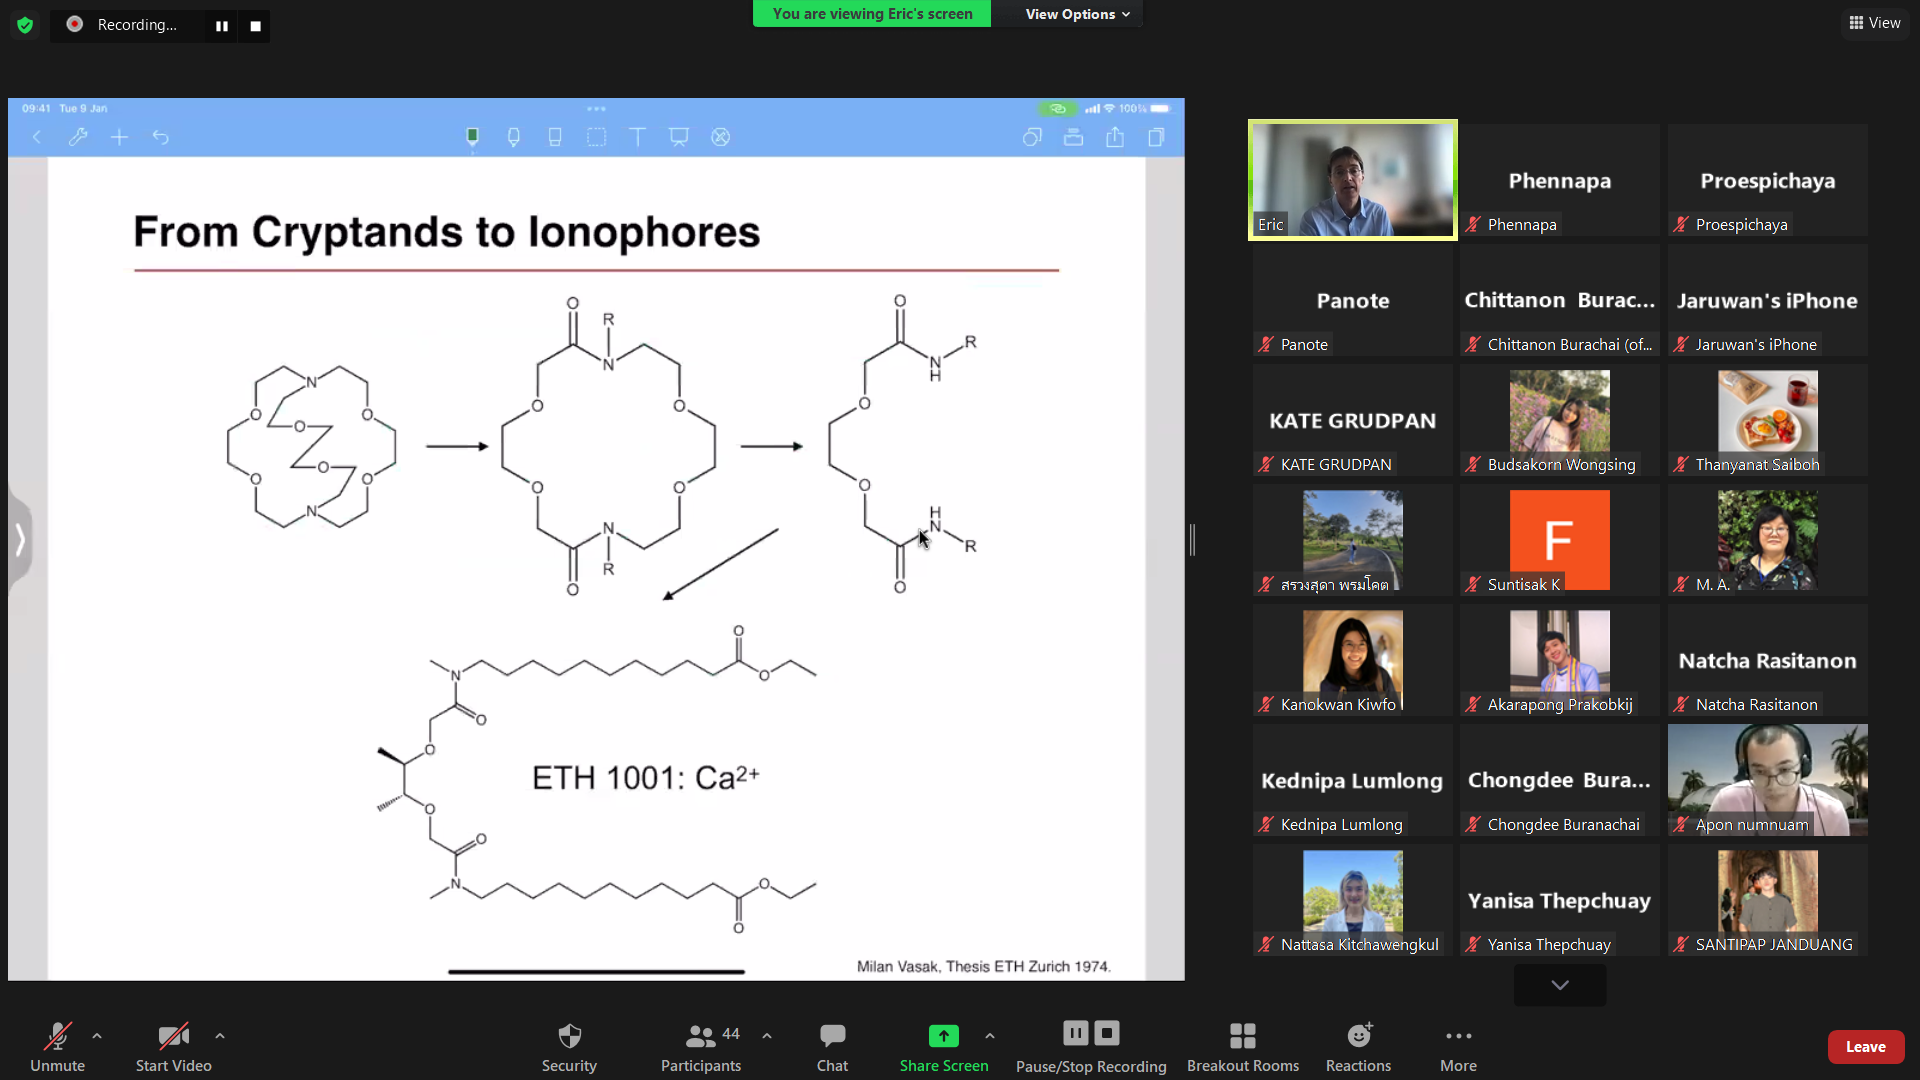 Recording...
You are viewing Eric's screen
View Options
View
09:41 Tue 9 Jan
100%
From Cryptands to Ionophores
N
O
O
O
O
O
O
N
O
R
N
O
O
O
O
N
O
R
O
R
N
H
O
O
H
N
R
O
O
N
O
O
O
ETH 1001: Ca2+
O
O
N
O
O
Milan Vasak, Thesis ETH Zurich 1974.
Eric
Phennapa
Phennapa
Proespichaya
Proespichaya
Panote
Panote
Chittanon Burac...
Chittanon Burachai (of...
Jaruwan's iPhone
Jaruwan's iPhone
KATE GRUDPAN
KATE GRUDPAN
Budsakorn Wongsing
Thanyanat Saiboh
สรวงสุดา พรมโคต
F
Suntisak K
M. A.
Kanokwan Kiwfo
Akarapong Prakobkij
Natcha Rasitanon
Natcha Rasitanon
Kednipa Lumlong
Kednipa Lumlong
Chongdee Bura...
Chongdee Buranachai
Apon numnuam
Nattasa Kitchawengkul
Yanisa Thepchuay
Yanisa Thepchuay
SANTIPAP JANDUANG
Unmute
Start Video
Security
44
Participants
Chat
Share Screen
Pause/Stop Recording
Breakout Rooms
Reactions
More
Leave